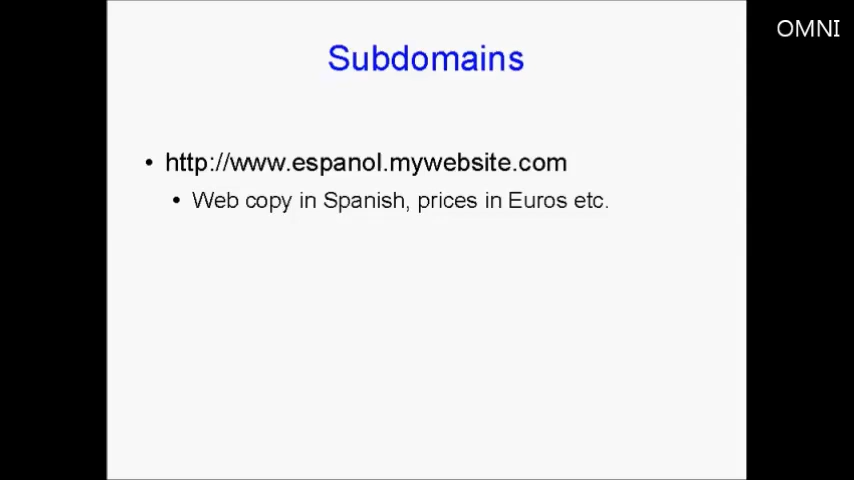 OMNI
Subdomains
• http://www.espanol.mywebsite.com
• Web copy in Spanish, prices in Euros etc.